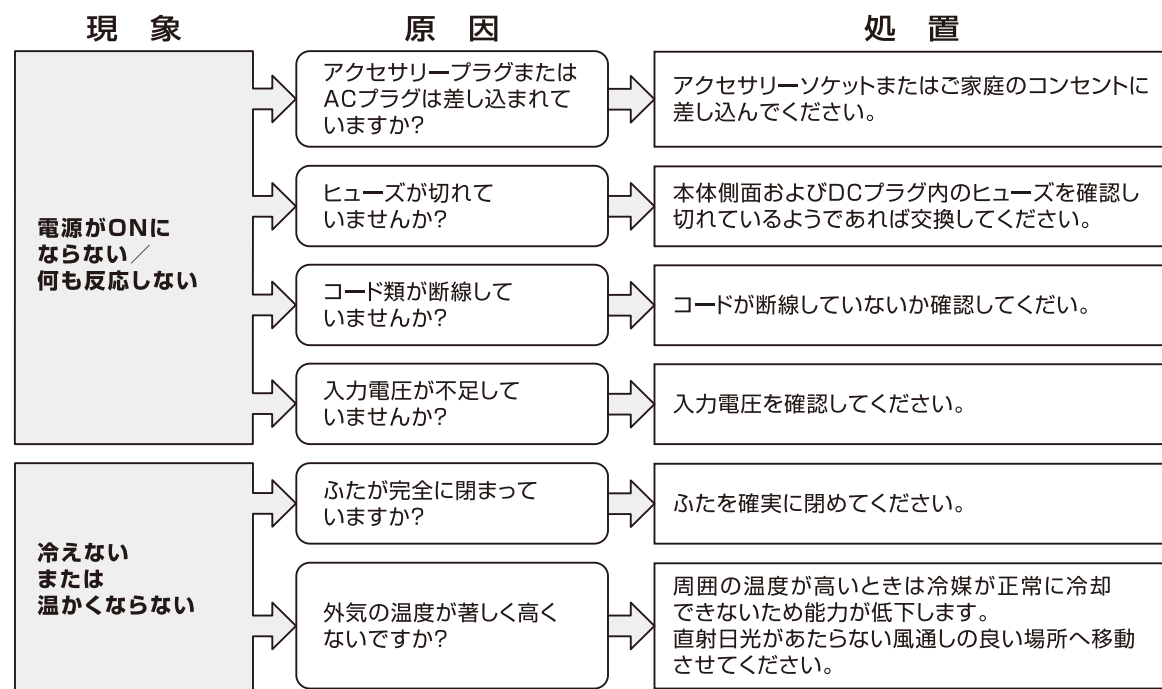 現 象
原 因
処 置
電源がONに
ならない／
何も反応しない
アクセサリープラグまたは
ACプラグは差し込まれて
いますか?
アクセサリーソケットまたはご家庭のコンセントに
差し込んでください。
ヒューズが切れて
いませんか?
本体側面およびDCプラグ内のヒューズを確認し
切れているようであれば交換してください。
コード類が断線して
いませんか?
コードが断線していないか確認してくだい。
入力電圧が不足して
いませんか?
入力電圧を確認してください。
冷えない
または
温かくならない
ふたが完全に閉まって
いますか?
ふたを確実に閉めてください。
外気の温度が著しく高く
ないですか?
周囲の温度が高いときは冷媒が正常に冷却
できないため能力が低下します。
直射日光があたらない風通しの良い場所へ移動
させてください。